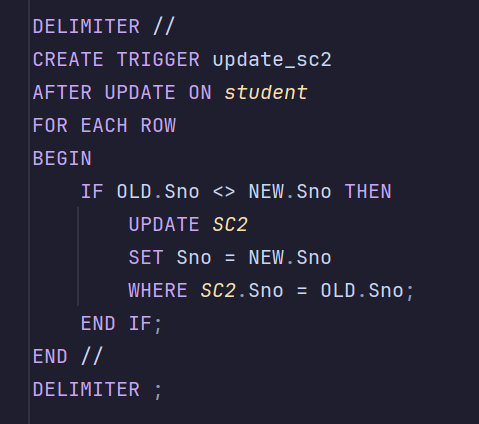 DELIMITER //
CREATE TRIGGER update_sc2
AFTER UPDATE ON student
FOR EACH ROW
BEGIN
    IF OLD.Sno <> NEW.Sno THEN
        UPDATE SC2
        SET Sno = NEW.Sno
        WHERE SC2.Sno = OLD.Sno;
    END IF;
END //
DELIMITER ;